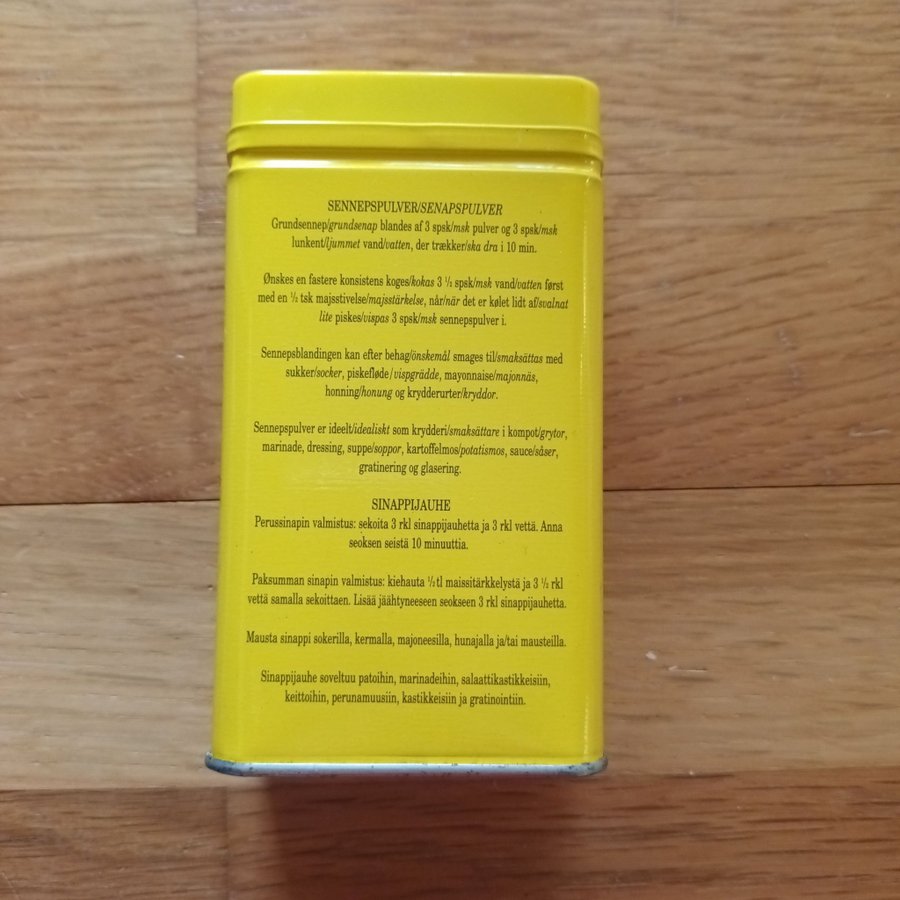 SENNEPSPULVER/SENAPSPULVER
Grundsennep/grundsenap blandes af 3 spsk/msk pulver og 3 spsk/msk
lunkent/ljummet vand/vatten, der trækker/ska dra i 10 min.
Ønskes en fastere konsistens koges/kokas 3 ½ spsk/msk vand/vatten først
med en ½ tsk majsstivelse/majsstärkelse, når/när det er kølet lidt af/svalnat
lite piskes/vispas 3 spsk/msk sennepspulver i.
Sennepsblandingen kan efter behag/önskemål smages til/smaksättas med
sukker/socker, piskefløde/vispgrädde, mayonnaise/majonnäs,
honning/honung og krydderurter/kryddor.
Sennepspulver er ideelt/idealiskt som krydderi/smaksättare i kompot/grytor,
marinade, dressing, suppe/soppor, kartoffelmos/potatismos, sauce/såser,
gratinering og glasering.
SINAPPIJAUHE
Perussinapin valmistus: sekoita 3 rkl sinappijauhetta ja 3 rkl vettä. Anna
seoksen seistä 10 minuuttia.
Paksumman sinapin valmistus: kiehauta ½ tl maissitärkkelystä ja 3 ½ rkl
vettä samalla sekoittaen. Lisää jäähtyneeseen seokseen 3 rkl sinappijauhetta.
Mausta sinappi sokerilla, kermalla, majoneesilla, hunajalla ja/tai mausteilla.
Sinappijauhe soveltuu patoihin, marinadeihin, salaattikastikkeisiin,
keittoihin, perunamuusiin, kastikkeisiin ja gratinointiin.